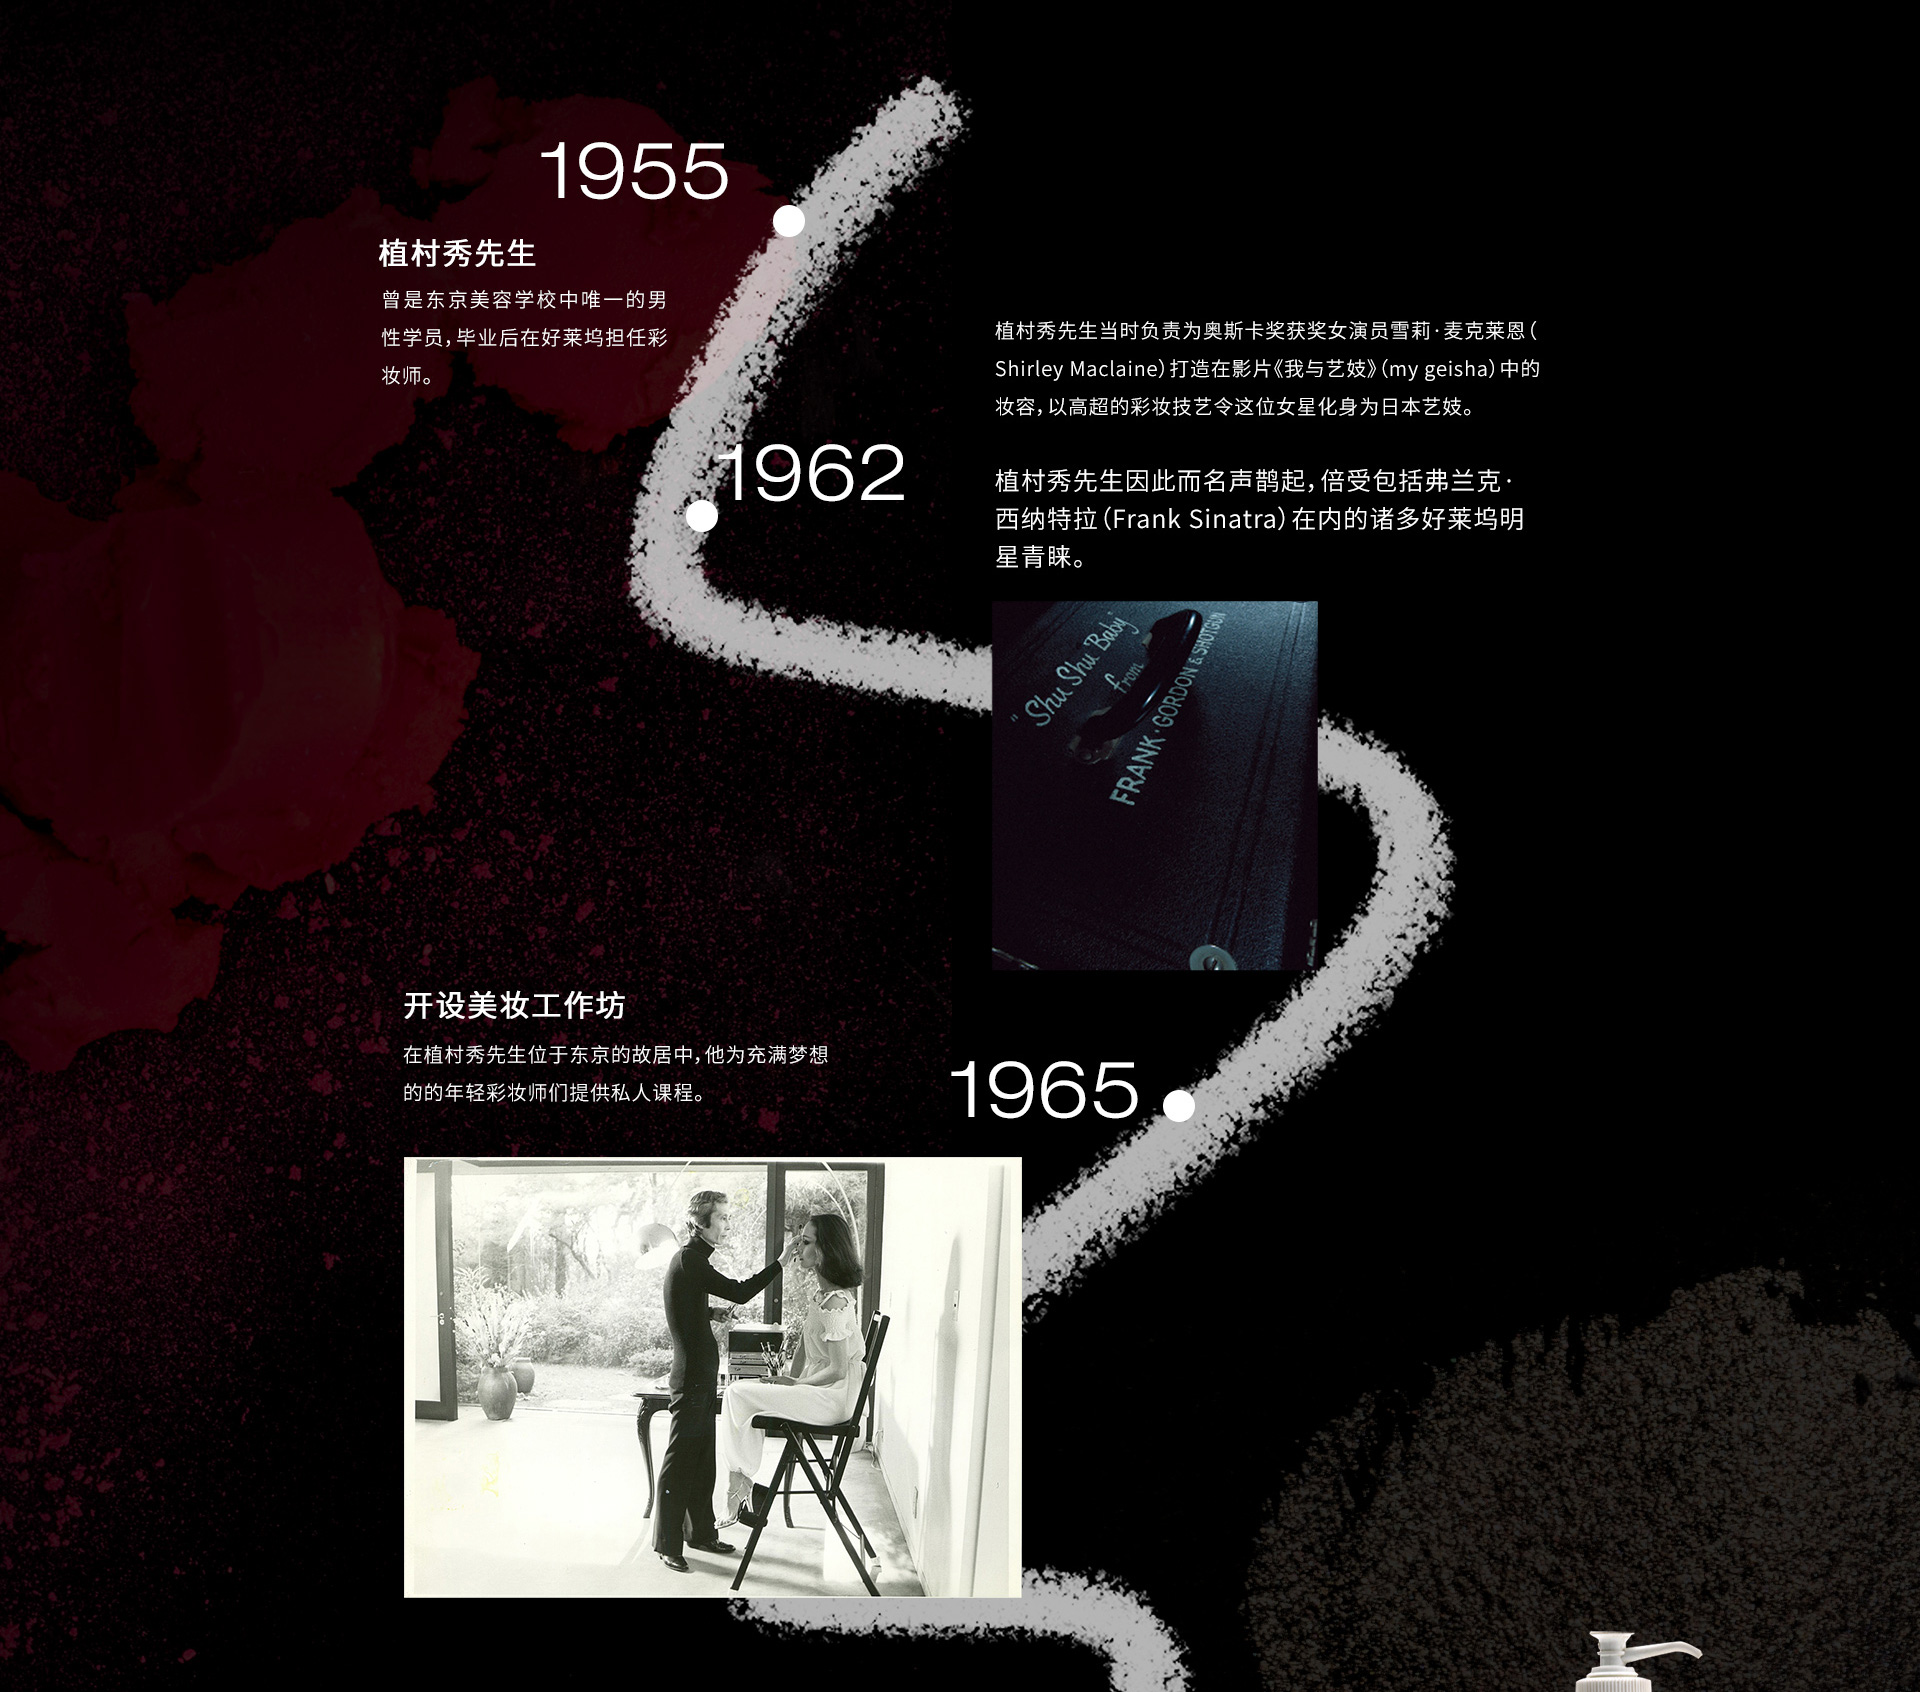 1955
植村秀先生
曾是东京美容学校中唯一的男
性学员，毕业后在好莱坞担任彩
妆师。
1962
植村秀先生当时负责为奥斯卡奖获奖女演员雪莉·麦克莱恩（
Shirley Maclaine）打造在影片《我与艺妓》（my geisha）中的
妆容，以高超的彩妆技艺令这位女星化身为日本艺妓。
植村秀先生因此而名声鹊起，倍受包括弗兰克·
西纳特拉（Frank Sinatra）在内的诸多好莱坞明
星青睐。
"Shu Shu Baby"
from
FRANK · GORDON & SHOTGUN
开设美妆工作坊
在植村秀先生位于东京的故居中，他为充满梦想
的的年轻彩妆师们提供私人课程。
1965